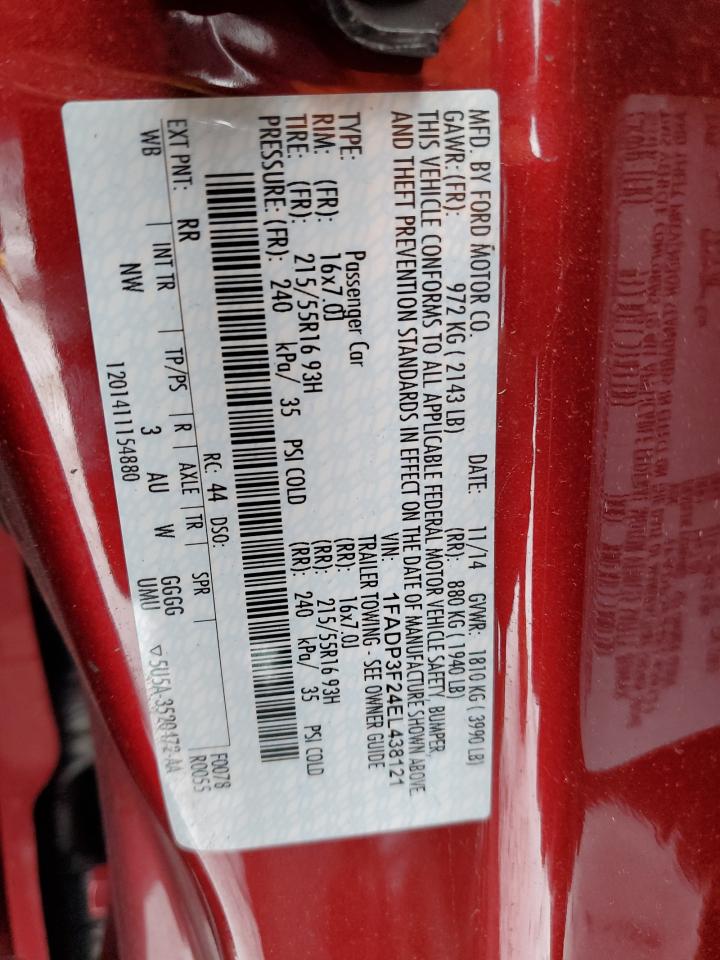 MFD. BY FORD MOTOR CO.
DATE: 11/14 GVWR: 1810 KG ( 3990 LB)
GAWR: (FR): 972 KG ( 2143 LB) (RR): 880 KG ( 1940 LB)
THIS VEHICLE CONFORMS TO ALL APPLICABLE FEDERAL MOTOR VEHICLE SAFETY, BUMPER,
AND THEFT PREVENTION STANDARDS IN EFFECT ON THE DATE OF MANUFACTURE SHOWN ABOVE.
VIN: 1FADP3F24EL438121
TYPE: Passenger Car TRAILER TOWING - SEE OWNER GUIDE
RIM: (FR): 16x7.0J (RR): 16x7.0J
TIRE: (FR): 215/55R16 93H (RR): 215/55R16 93H
PRESSURE: (FR): 240 kPa/ 35 PSI COLD (RR): 240 kPa/ 35 PSI COLD
RC: 44 DSO: F0078
EXT PNT: RR R0055
INT TR | TP/PS | R | AXLE | TR | SPR |
WB NW 3 AU W GGGG
UMU
1201411154880 ▽5U5A-3520472-AA